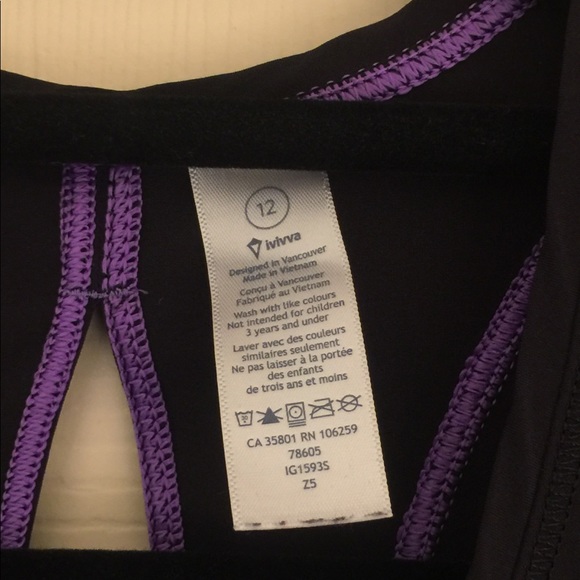 12
ivivva
Designed in Vancouver
Made in Vietnam
Conçu à Vancouver
Fabriqué au Vietnam
Wash with like colours
Not intended for children
3 years and under
Laver avec des couleurs
similaires seulement
Ne pas laisser à la portée
des enfants
de trois ans et moins
30
CA 35801 RN 106259
78605
IG1593S
Z5